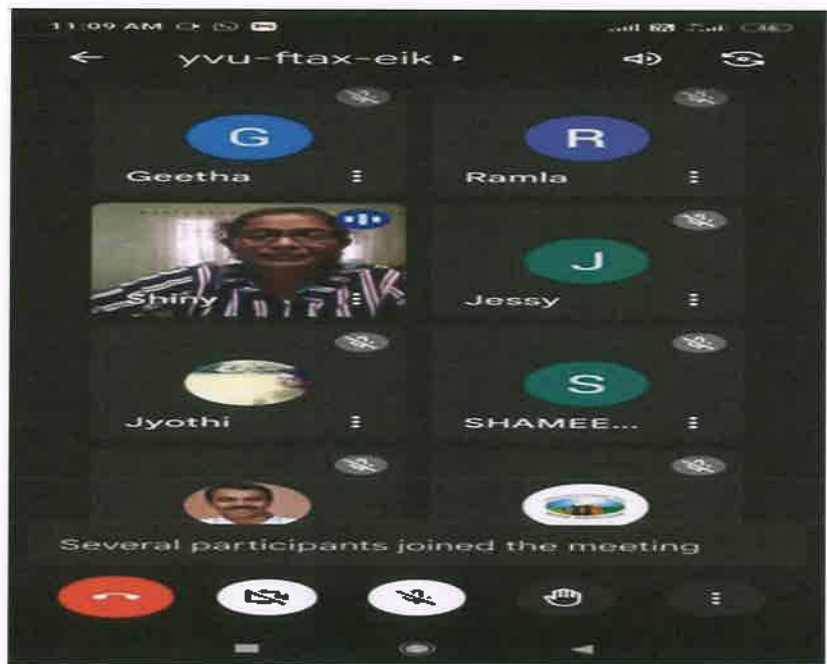 11:09 AM
yvu-ftax-eik
G
R
Geetha
Ramla
Shiny
J
Jessy
Jyothi
S
SHAMEE...
Several participants joined the meeting